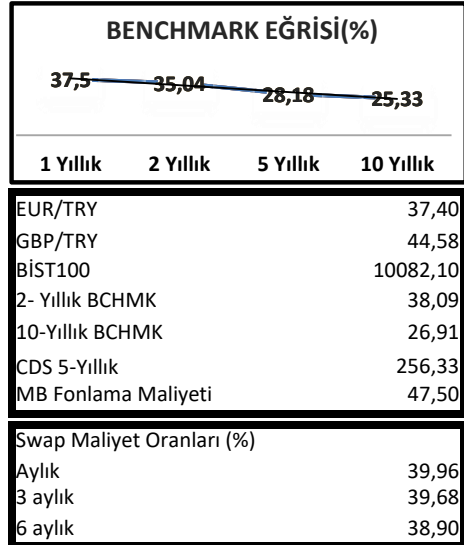 BENCHMARK EĞRİSİ(%)
37,5 35,04 28,18 25,33
1 Yıllık 2 Yıllık 5 Yıllık 10 Yıllık
EUR/TRY 37,40
GBP/TRY 44,58
BİST100 10082,10
2- Yıllık BCHMK 38,09
10-Yıllık BCHMK 26,91
CDS 5-Yıllık 256,33
MB Fonlama Maliyeti 47,50
Swap Maliyet Oranları (%)
Aylık 39,96
3 aylık 39,68
6 aylık 38,90